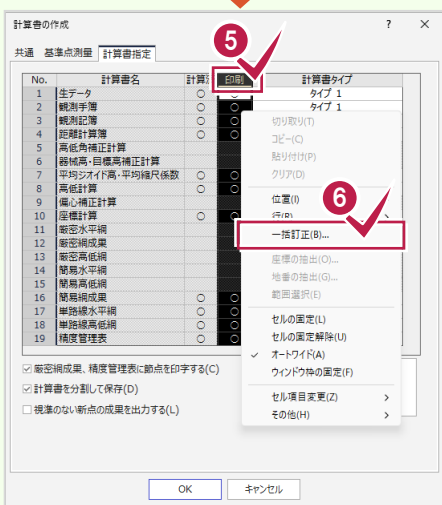 計算書の作成 ? ×
共通 基準点測量 計算書指定
5
No. 計算書名 印刷 計算書タイプ
1 生データ ○ ○ タイプ 1
2 観測手簿 ○ ○ タイプ 1
3 観測記簿 ○ ○
4 距離計算簿 ○ ○
5 高低角補正計算
6 器械高・目標高補正計算
7 平均ジオイド高・平均縮尺係数 ○ ○
8 高低計算 ○ ○
9 偏心補正計算
10 座標計算 ○ ○
11 厳密水平網
12 厳密網成果
13 厳密高低網
14 簡易水平網
15 簡易高低網
16 簡易網成果 ○ ○
17 単路線水平網 ○ ○
18 単路線高低網 ○ ○
19 精度管理表 ○ ○
切り取り(T)
コピー(C)
貼り付け(P)
クリア(D)
位置(I)
行(R) >
6
一括訂正(B)...
座標の抽出(O)...
地番の抽出(G)...
範囲選択(E)
セルの固定(L)
セルの固定解除(U)
✓ オートワイド(A)
ウィンドウ枠の固定(F)
セル項目変更(Z) >
その他(H) >
☑ 厳密網成果、精度管理表に節点を印字する(C)
☑ 計算書を分割して保存(D)
☐ 視準のない新点の成果を出力する(L)
OK キャンセル